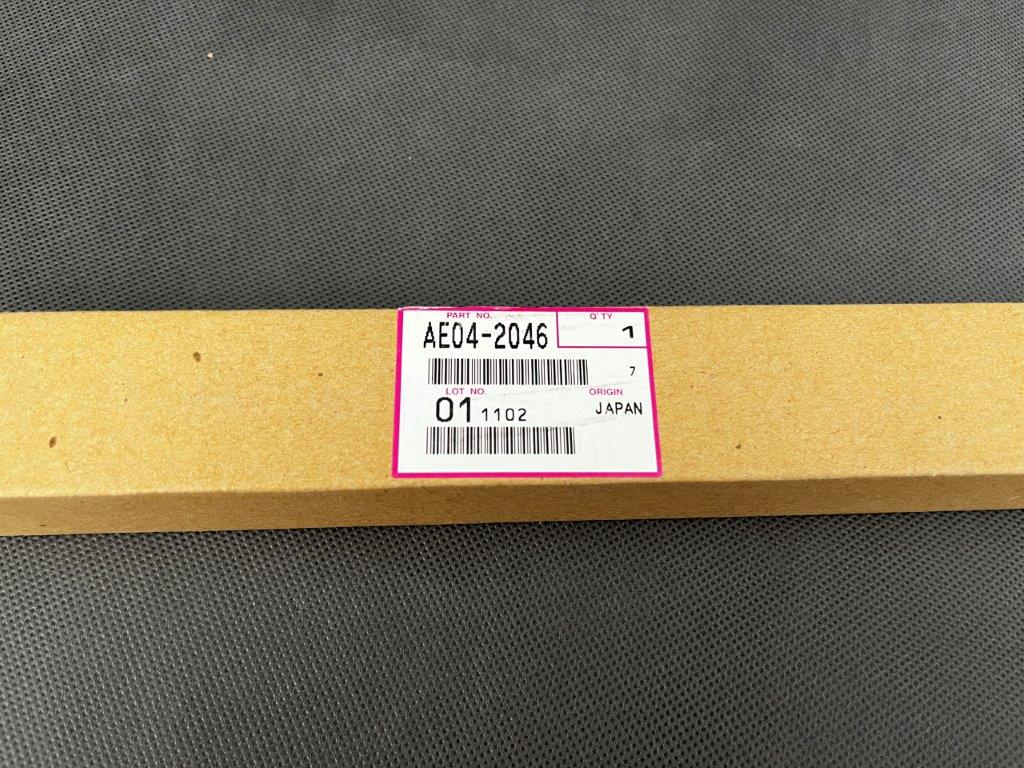 PART NO. Q'TY
AE04-2046 1
7
LOT NO. ORIGIN
01 1102 JAPAN